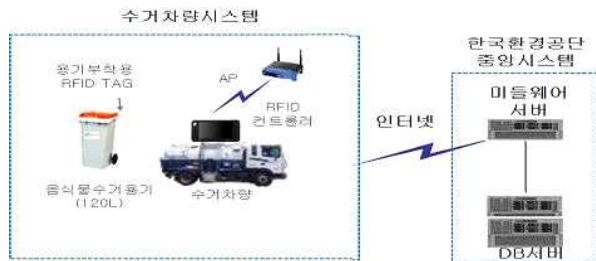 수거차량시스템
용기부착용
RFID TAG
AP
RFID
컨트롤러
음식물수거용기
(120L)
수거차량
인터넷
한국환경공단
중앙시스템
미들웨어
서버
DB서버